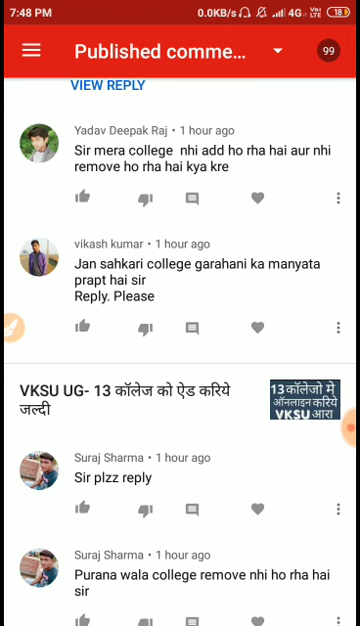 7:48 PM 0.0KB/s 4G VoLTE 18
Published comme... 99
VIEW REPLY
Yadav Deepak Raj • 1 hour ago
Sir mera college nhi add ho rha hai aur nhi
remove ho rha hai kya kre
vikash kumar • 1 hour ago
Jan sahkari college garahani ka manyata
prapt hai sir
Reply. Please
VKSU UG- 13 कॉलेज को ऐड करिये
जल्दी
13कॉलेजो मे
ऑनलाइन करिये
VKSU आरा
Suraj Sharma • 1 hour ago
Sir plzz reply
Suraj Sharma • 1 hour ago
Purana wala college remove nhi ho rha hai
sir